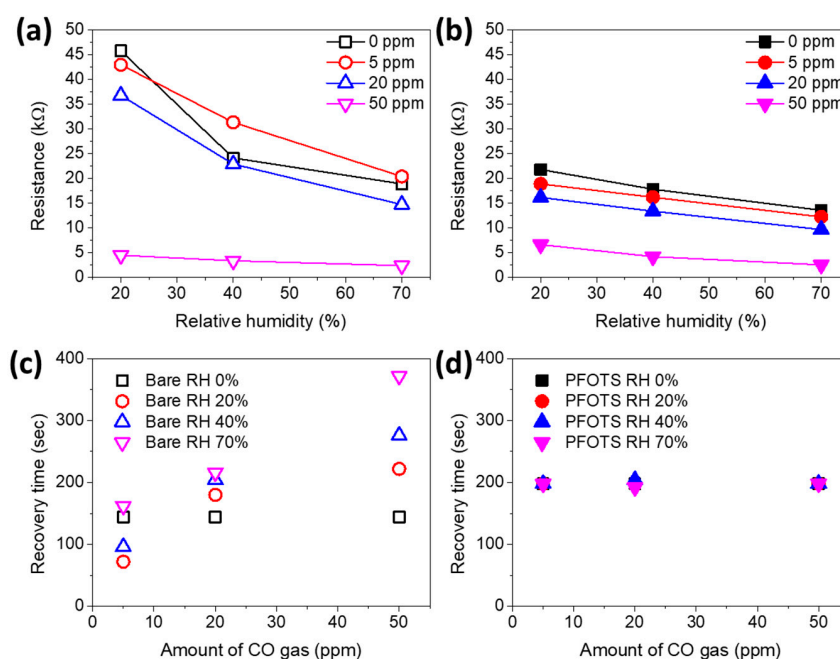 (a)
50
45
40
35
30
25
20
15
10
5
0
Resistance (kΩ)
0 ppm
5 ppm
20 ppm
50 ppm
20 30 40 50 60 70
Relative humidity (%)
(b)
50
45
40
35
30
25
20
15
10
5
0
Resistance (kΩ)
0 ppm
5 ppm
20 ppm
50 ppm
20 30 40 50 60 70
Relative humidity (%)
(c)
400
300
200
100
0
Recovery time (sec)
Bare RH 0%
Bare RH 20%
Bare RH 40%
Bare RH 70%
0 10 20 30 40 50
Amount of CO gas (ppm)
(d)
400
300
200
100
0
Recovery time (sec)
PFOTS RH 0%
PFOTS RH 20%
PFOTS RH 40%
PFOTS RH 70%
0 10 20 30 40 50
Amount of CO gas (ppm)